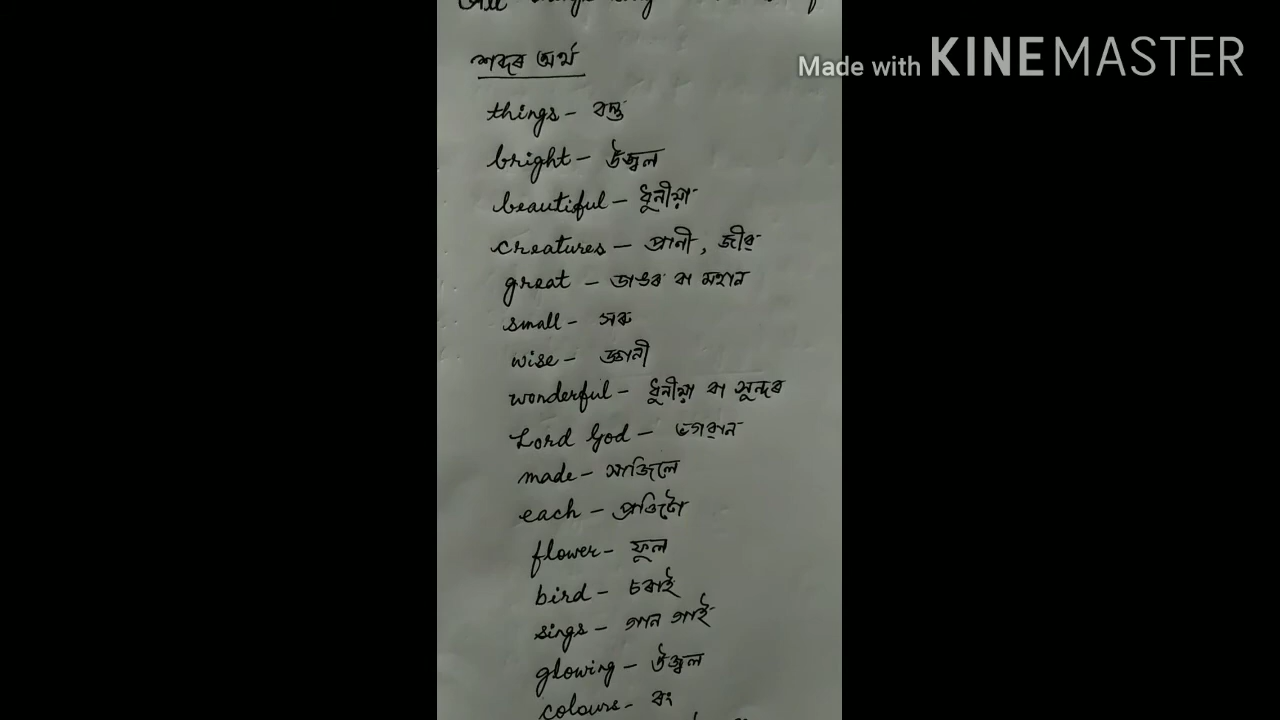 Made with KINEMASTER
শব্দৰ অৰ্থ
things - বস্তু
bright - উজ্বল
beautiful - ধুনীয়া
creatures - প্ৰানী, জীৱ
great - ডাঙৰ বা মহান
small - সৰু
wise - জ্ঞানী
wonderful - ধুনীয়া বা সুন্দৰ
Lord God - ভগৱান
made - সাজিলে
each - প্ৰতিটো
flower - ফুল
bird - চৰাই
sings - গান গাই
glowing - উজ্বল
colours - ৰং